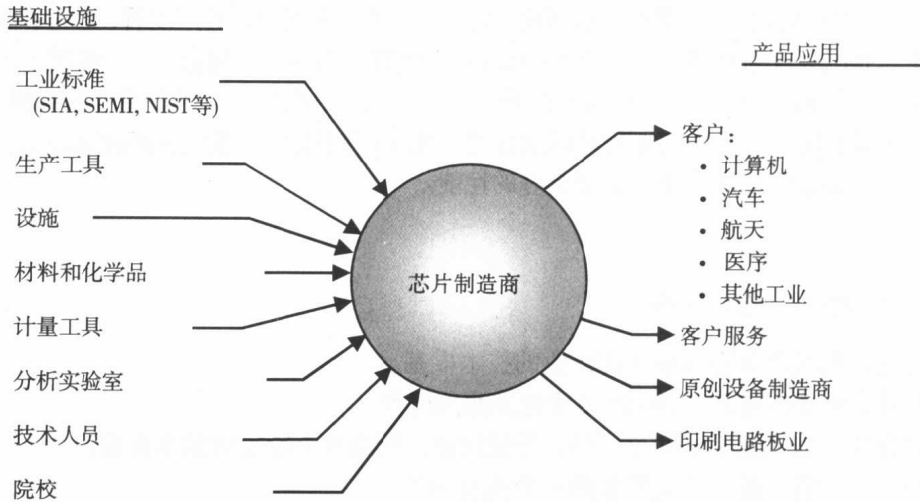 基础设施
工业标准
(SIA, SEMI, NIST等)
生产工具
设施
材料和化学品
计量工具
分析实验室
技术人员
院校
芯片制造商
产品应用
客户：
• 计算机
• 汽车
• 航天
• 医序
• 其他工业
客户服务
原创设备制造商
印刷电路板业